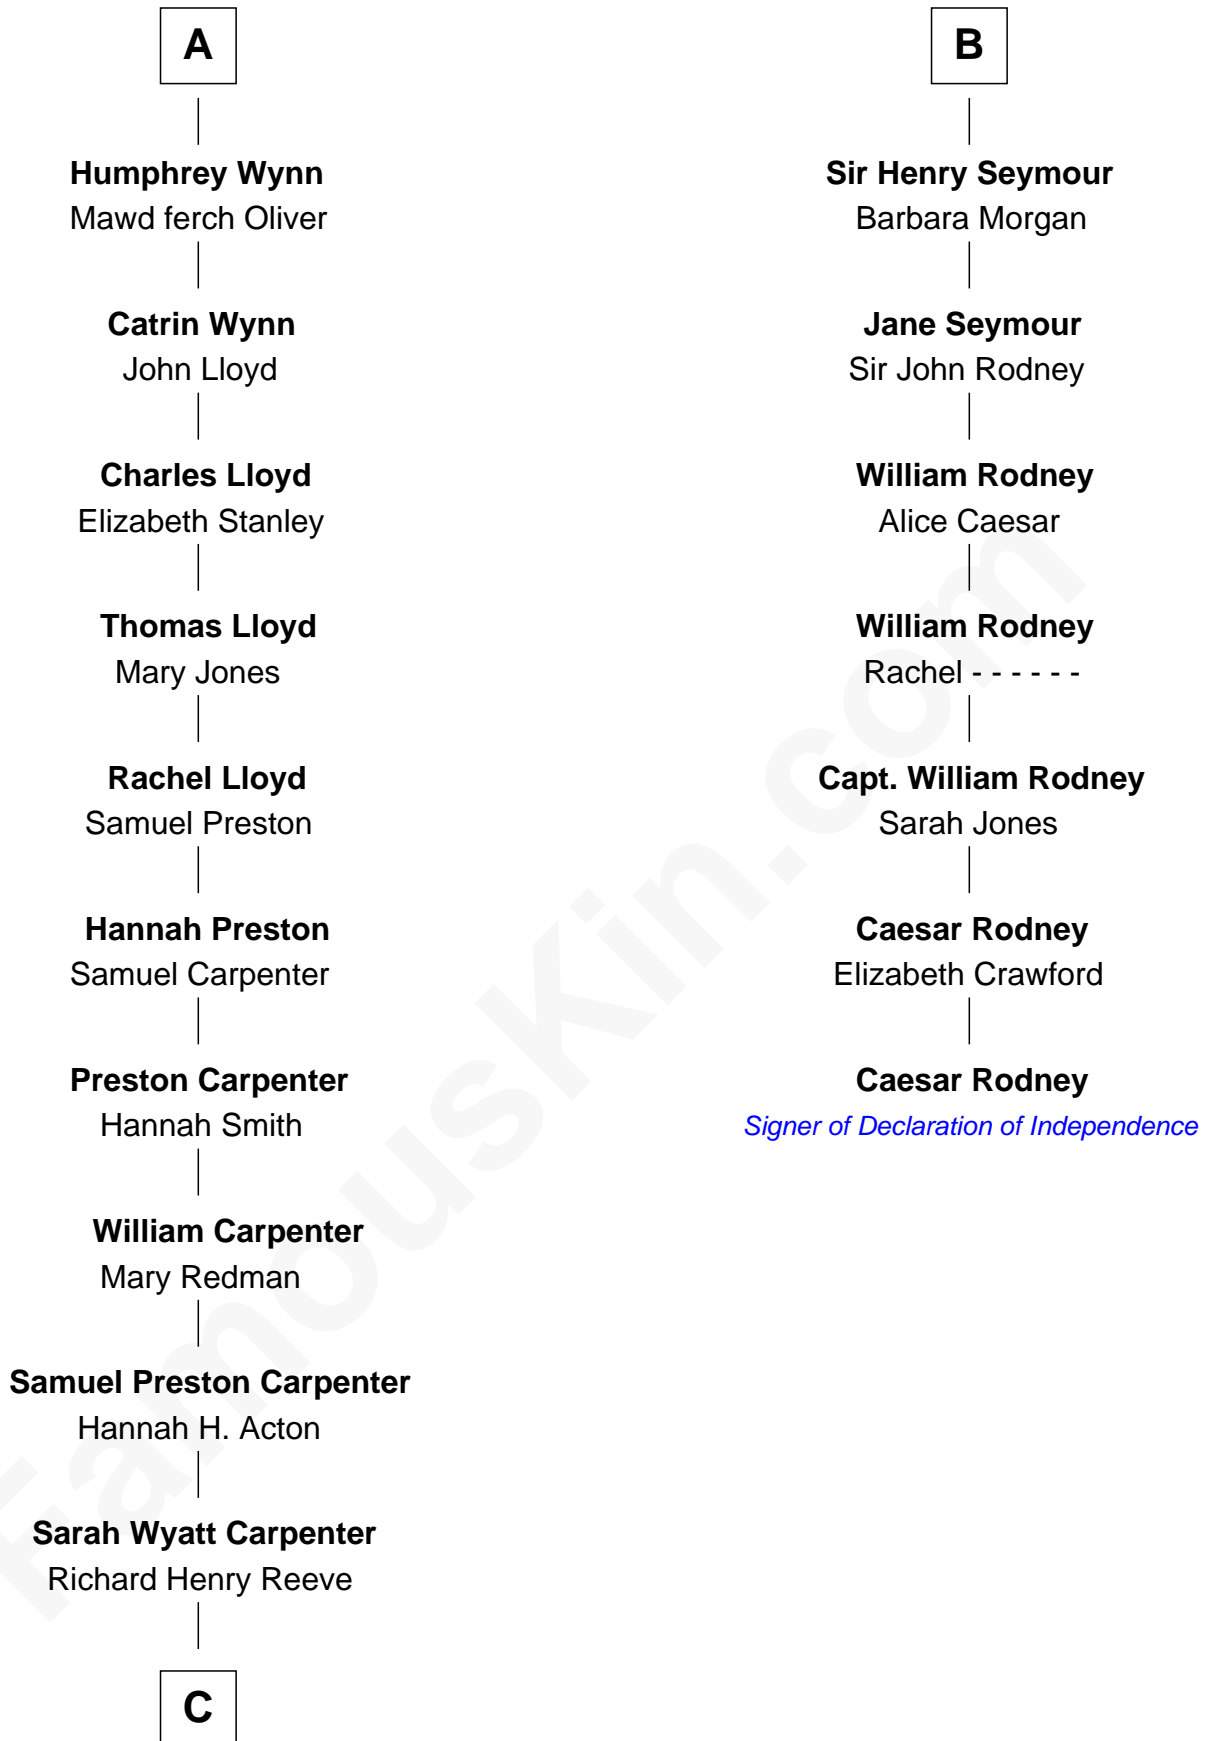 A
Humphrey Wynn
Mawd ferch Oliver
Catrin Wynn
John Lloyd
Charles Lloyd
Elizabeth Stanley
Thomas Lloyd
Mary Jones
Rachel Lloyd
Samuel Preston
Hannah Preston
Samuel Carpenter
Preston Carpenter
Hannah Smith
William Carpenter
Mary Redman
Samuel Preston Carpenter
Hannah H. Acton
Sarah Wyatt Carpenter
Richard Henry Reeve
C
B
Sir Henry Seymour
Barbara Morgan
Jane Seymour
Sir John Rodney
William Rodney
Alice Caesar
William Rodney
Rachel - - - - - -
Capt. William Rodney
Sarah Jones
Caesar Rodney
Elizabeth Crawford
Caesar Rodney
Signer of Declaration of Independence
FamousKin.com